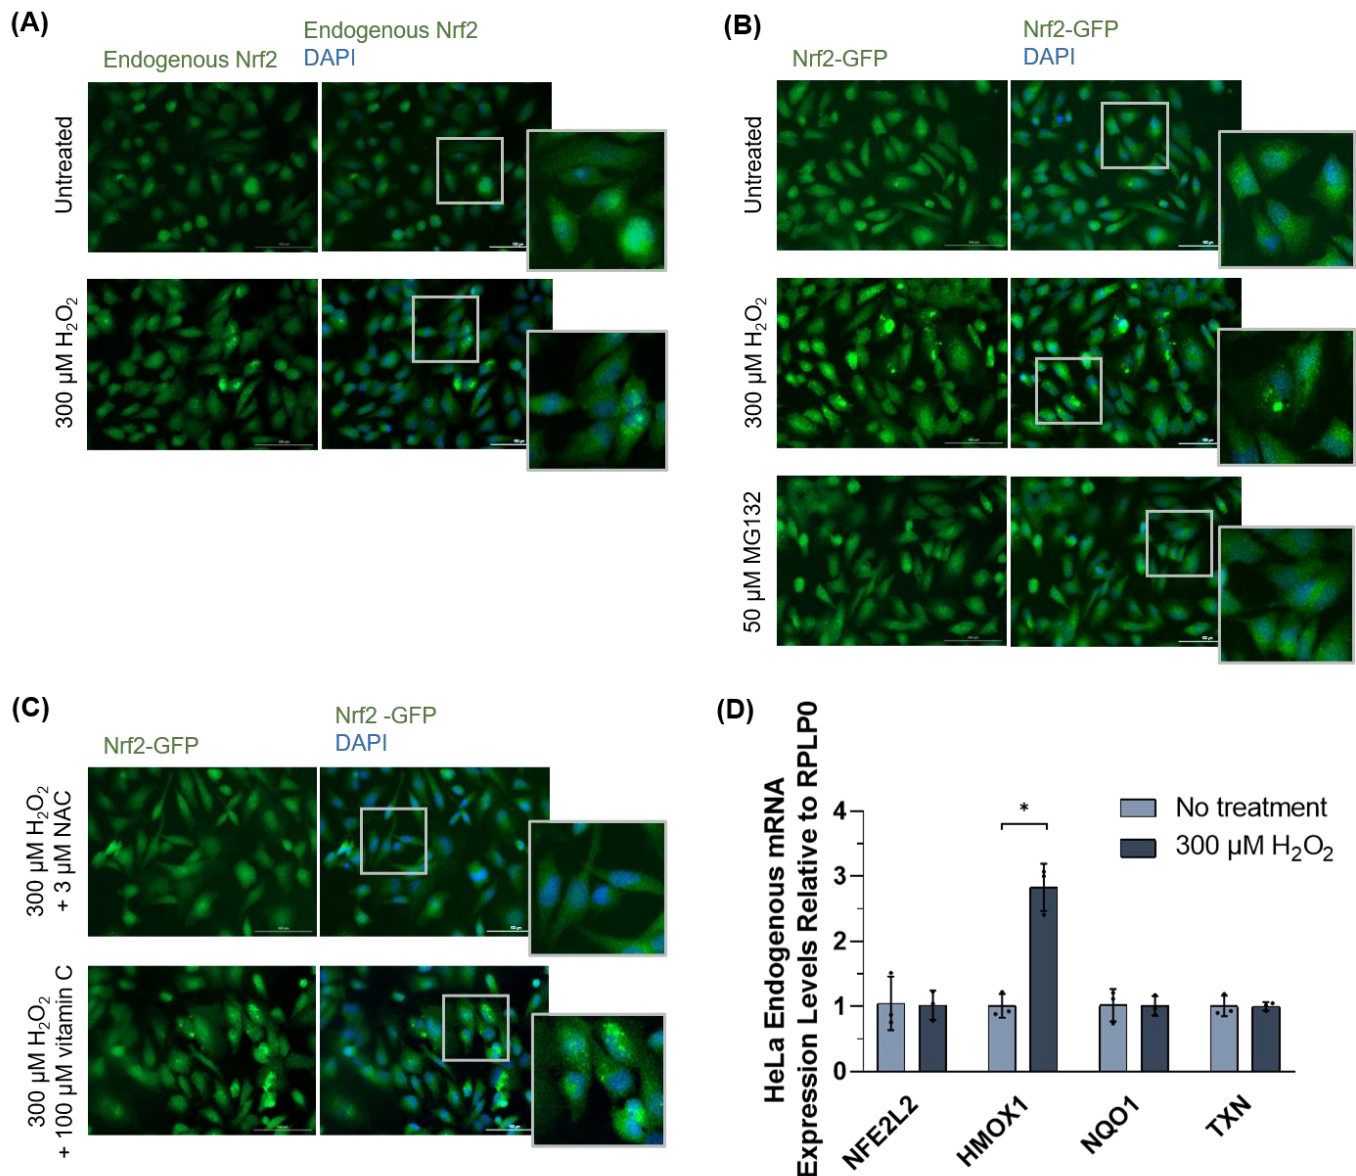 (A)
Endogenous Nrf2
Endogenous Nrf2
DAPI
Untreated
300 µM H₂O₂
(B)
Nrf2-GFP
Nrf2-GFP
DAPI
Untreated
300 µM H₂O₂
50 µM MG132
(C)
Nrf2-GFP
Nrf2 -GFP
DAPI
300 µM H₂O₂
+ 3 µM NAC
300 µM H₂O₂
+ 100 µM vitamin C
(D)
HeLa Endogenous mRNA
Expression Levels Relative to RPLP0
4
3
2
1
0
*
No treatment
300 µM H₂O₂
NFE2L2
HMOX1
NQO1
TXN